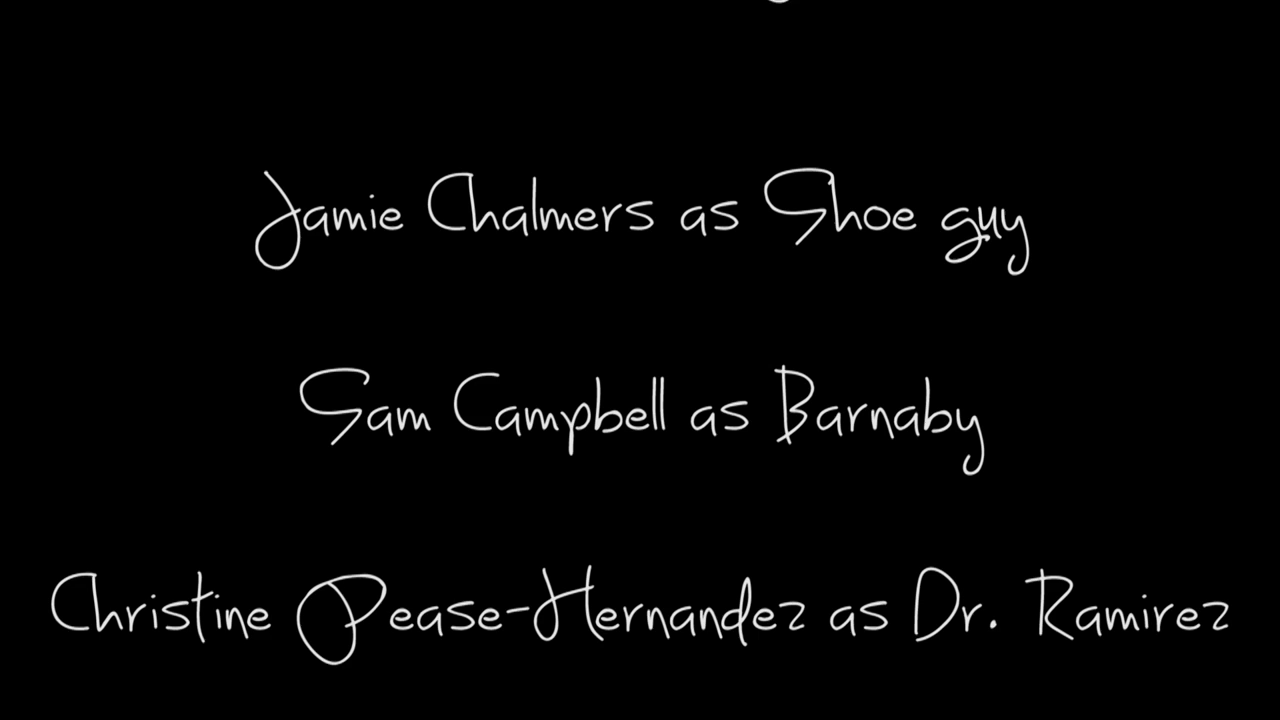 Jamie Chalmers as Shoe guy
Sam Campbell as Barnaby
Christine Pease-Hernandez as Dr. Ramirez